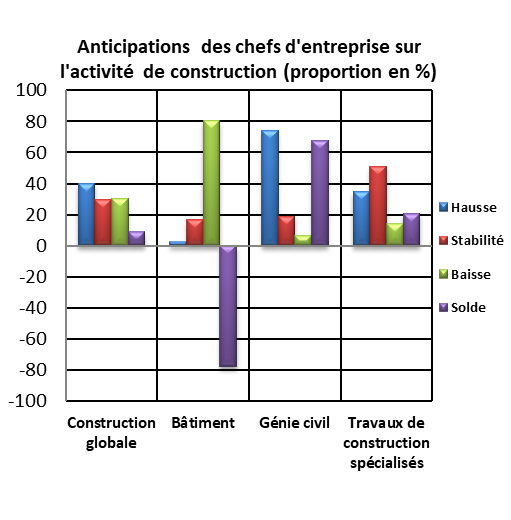 Anticipations des chefs d'entreprise sur
l'activité de construction (proportion en %)
100
80
60
40
20
0
-20
-40
-60
-80
-100
Hausse
Stabilité
Baisse
Solde
Construction
globale
Bâtiment
Génie civil
Travaux de
construction
spécialisés